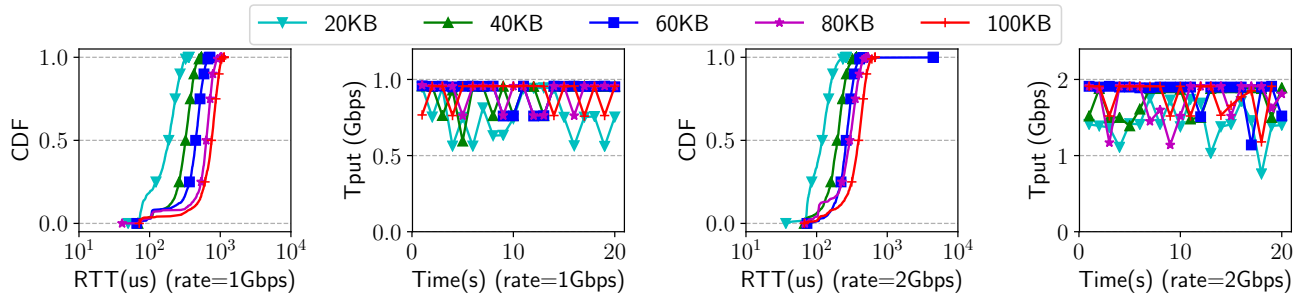 20KB 40KB 60KB 80KB 100KB
CDF
1.0
0.5
0.0
10^1 10^2 10^3 10^4
RTT(us) (rate=1Gbps)
Tput (Gbps)
1.0
0.5
0.0
0 10 20
Time(s) (rate=1Gbps)
CDF
1.0
0.5
0.0
10^1 10^2 10^3 10^4
RTT(us) (rate=2Gbps)
Tput (Gbps)
2
1
0
0 10 20
Time(s) (rate=2Gbps)